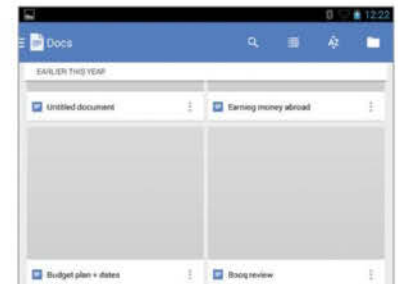 12:22
Docs
EARLIER THIS YEAR
Untitled document
Earning money abroad
Budget plan + dates
Booq review